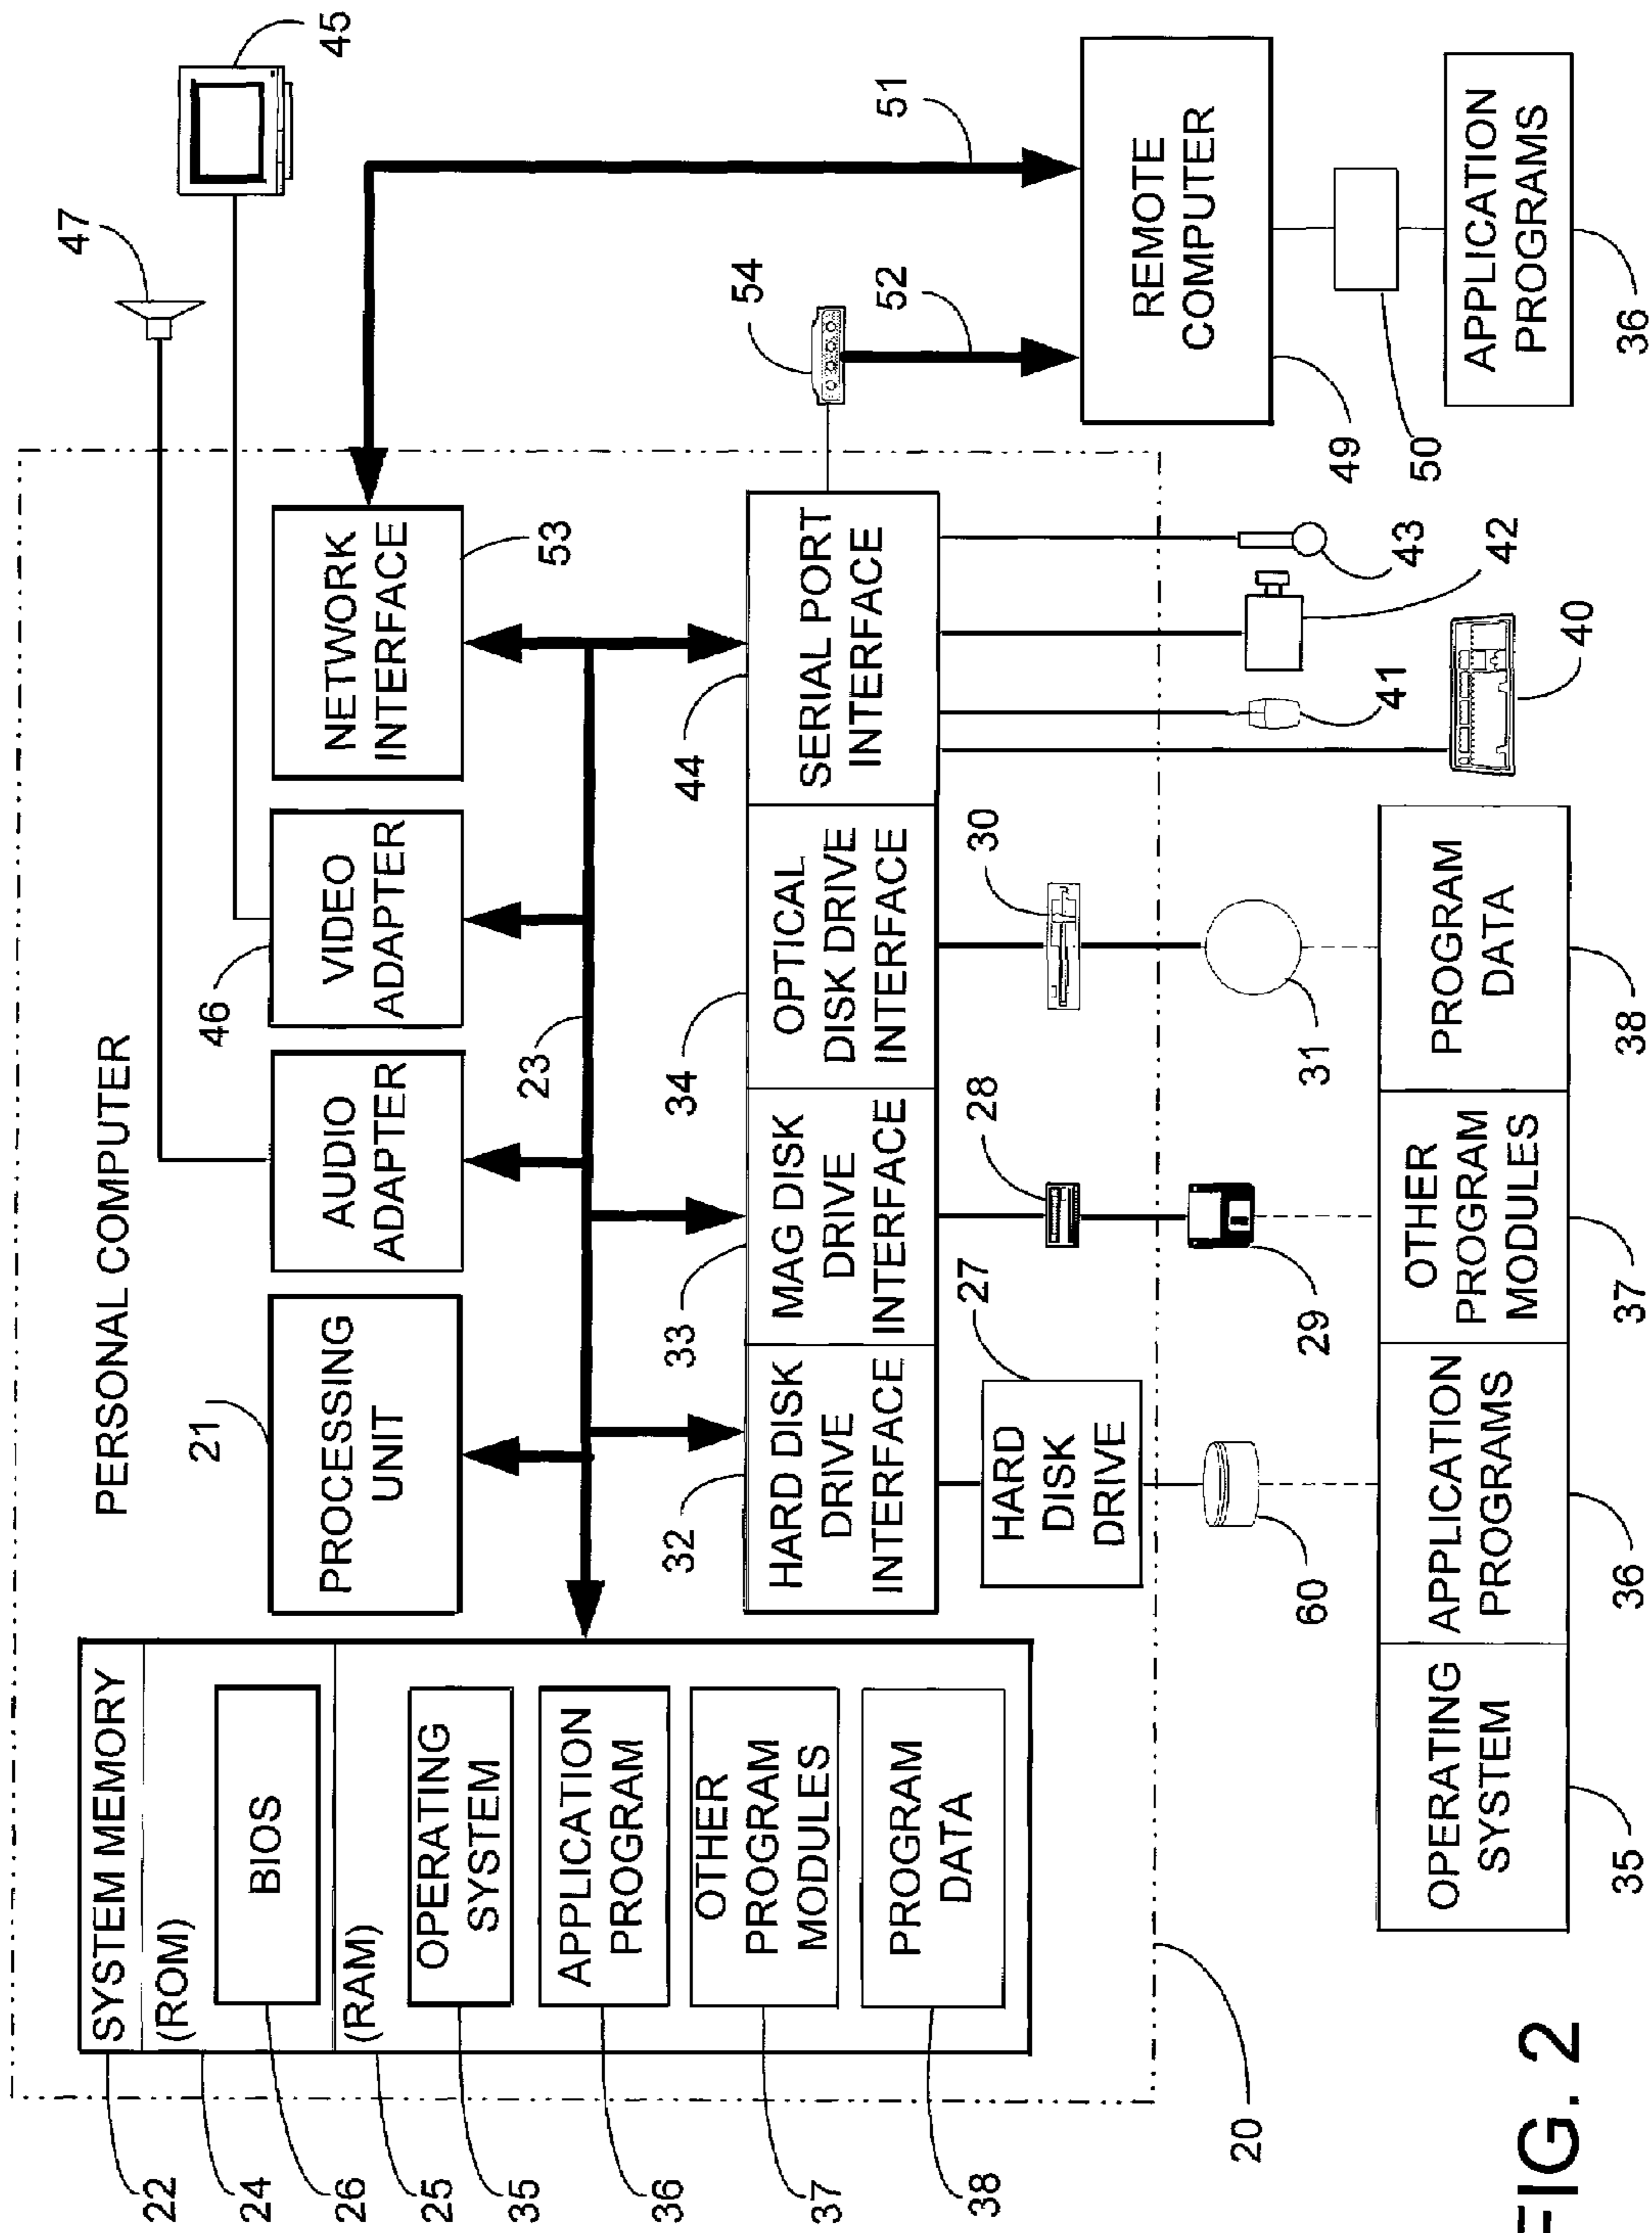 PERSONAL COMPUTER
47
45
SYSTEM MEMORY
22
(ROM)
24
BIOS
26
(RAM)
25
OPERATING
SYSTEM
35
APPLICATION
PROGRAM
36
OTHER
PROGRAM
MODULES
37
PROGRAM
DATA
38
21
PROCESSING
UNIT
AUDIO
ADAPTER
46
VIDEO
ADAPTER
NETWORK
INTERFACE
53
23
32
33
34
44
54
51
52
HARD DISK
DRIVE
INTERFACE
MAG DISK
DRIVE
INTERFACE
OPTICAL
DISK DRIVE
INTERFACE
SERIAL PORT
INTERFACE
27
28
30
HARD
DISK
DRIVE
REMOTE
COMPUTER
20
60
29
31
41
42
43
49
50
40
OPERATING
SYSTEM
APPLICATION
PROGRAMS
OTHER
PROGRAM
MODULES
PROGRAM
DATA
APPLICATION
PROGRAMS
35
36
37
38
36
FIG. 2